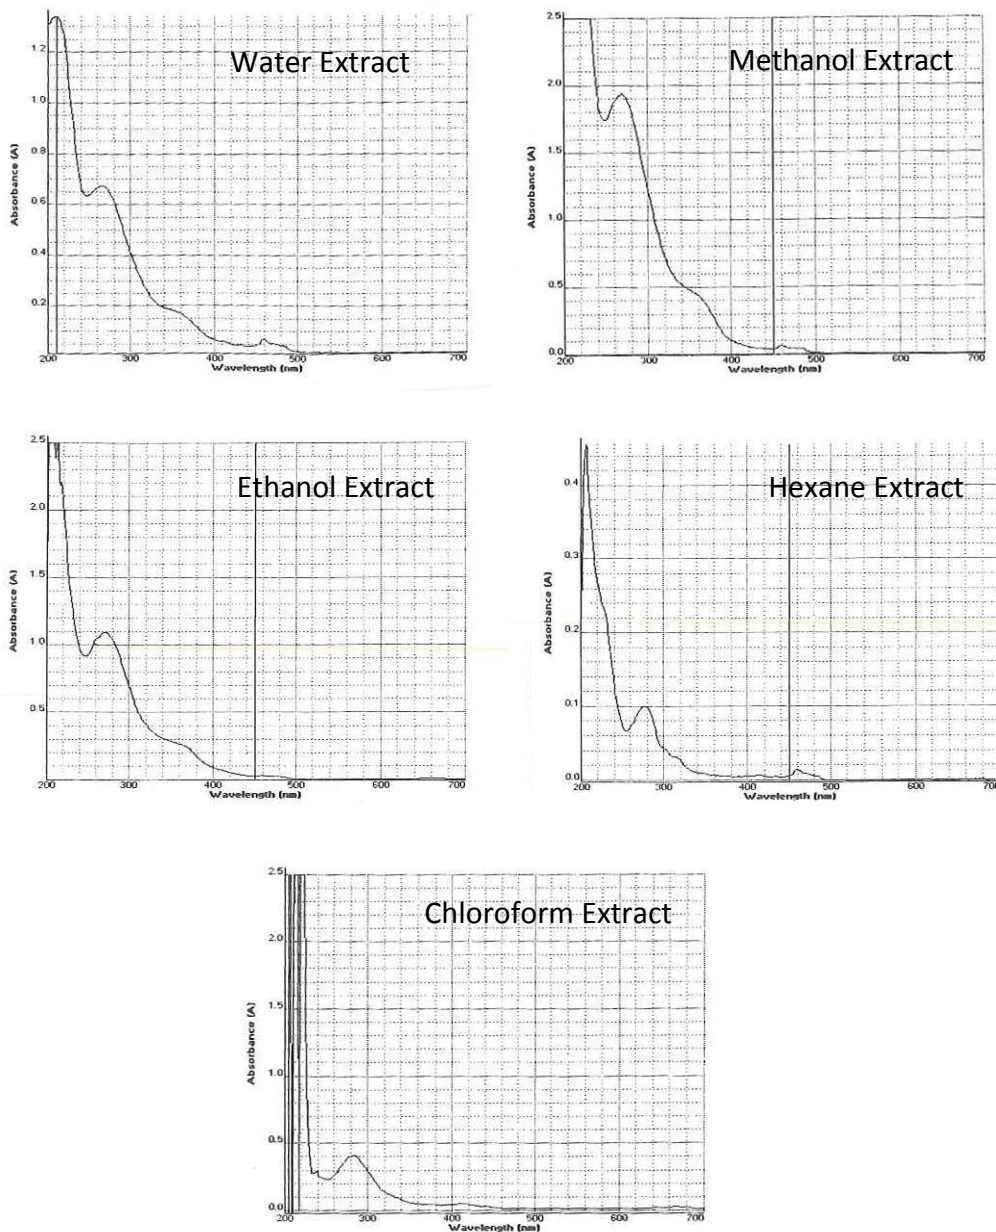 Water Extract
Absorbance (A)
1.2
1.0
0.8
0.6
0.4
0.2
200 300 400 500 600 700
Wavelength (nm)
Methanol Extract
Absorbance (A)
2.5
2.0
1.5
1.0
0.5
0.0
200 300 400 500 600 700
Wavelength (nm)
Ethanol Extract
Absorbance (A)
2.5
2.0
1.5
1.0
0.5
200 300 400 500 600 700
Wavelength (nm)
Hexane Extract
Absorbance (A)
0.4
0.3
0.2
0.1
0.0
200 300 400 500 600 700
Wavelength (nm)
Chloroform Extract
Absorbance (A)
2.5
2.0
1.5
1.0
0.5
0.0
200 300 400 500 600 700
Wavelength (nm)